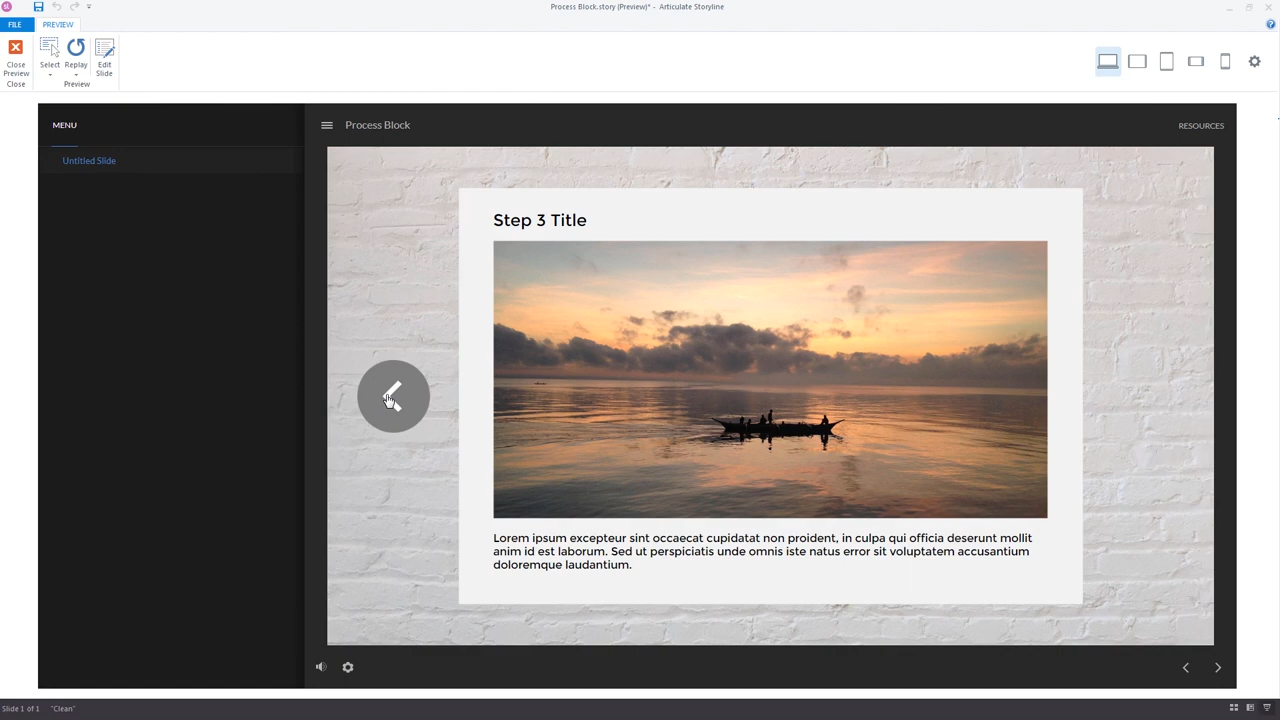 Process Block.story (Preview)* - Articulate Storyline
FILE
PREVIEW
Close Preview
Select
Replay
Edit Slide
Close
Preview
MENU
Untitled Slide
Process Block
RESOURCES
Step 3 Title
Lorem ipsum excepteur sint occaecat cupidatat non proident, in culpa qui officia deserunt mollit
anim id est laborum. Sed ut perspiciatis unde omnis iste natus error sit voluptatem accusantium
doloremque laudantium.
Slide 1 of 1
"Clean"